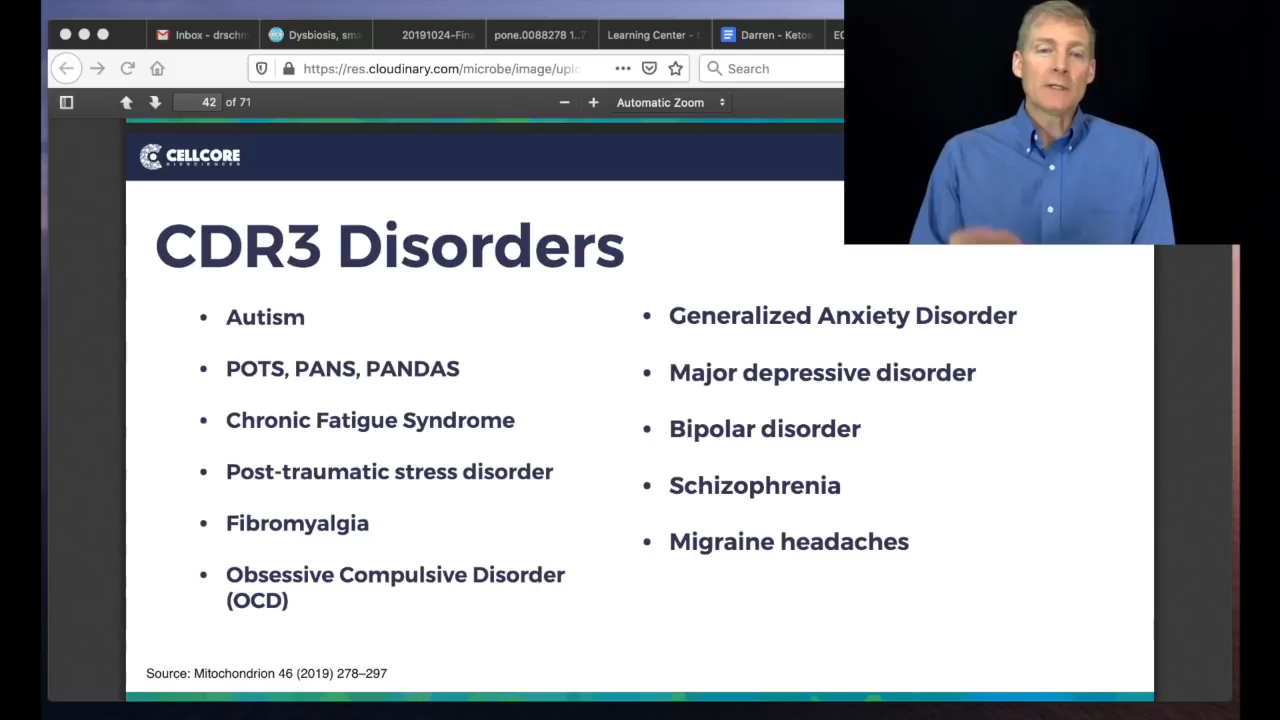 Inbox - drschm
Dysbiosis, sma
20191024-Fina
pone.0088278 1..7
Learning Center -
Darren - Ketos
https://res.cloudinary.com/microbe/image/uplo
Search
42 of 71
Automatic Zoom
CELLCORE
BIOSCIENCES
CDR3 Disorders
• Autism
• POTS, PANS, PANDAS
• Chronic Fatigue Syndrome
• Post-traumatic stress disorder
• Fibromyalgia
• Obsessive Compulsive Disorder
(OCD)
• Generalized Anxiety Disorder
• Major depressive disorder
• Bipolar disorder
• Schizophrenia
• Migraine headaches
Source: Mitochondrion 46 (2019) 278–297